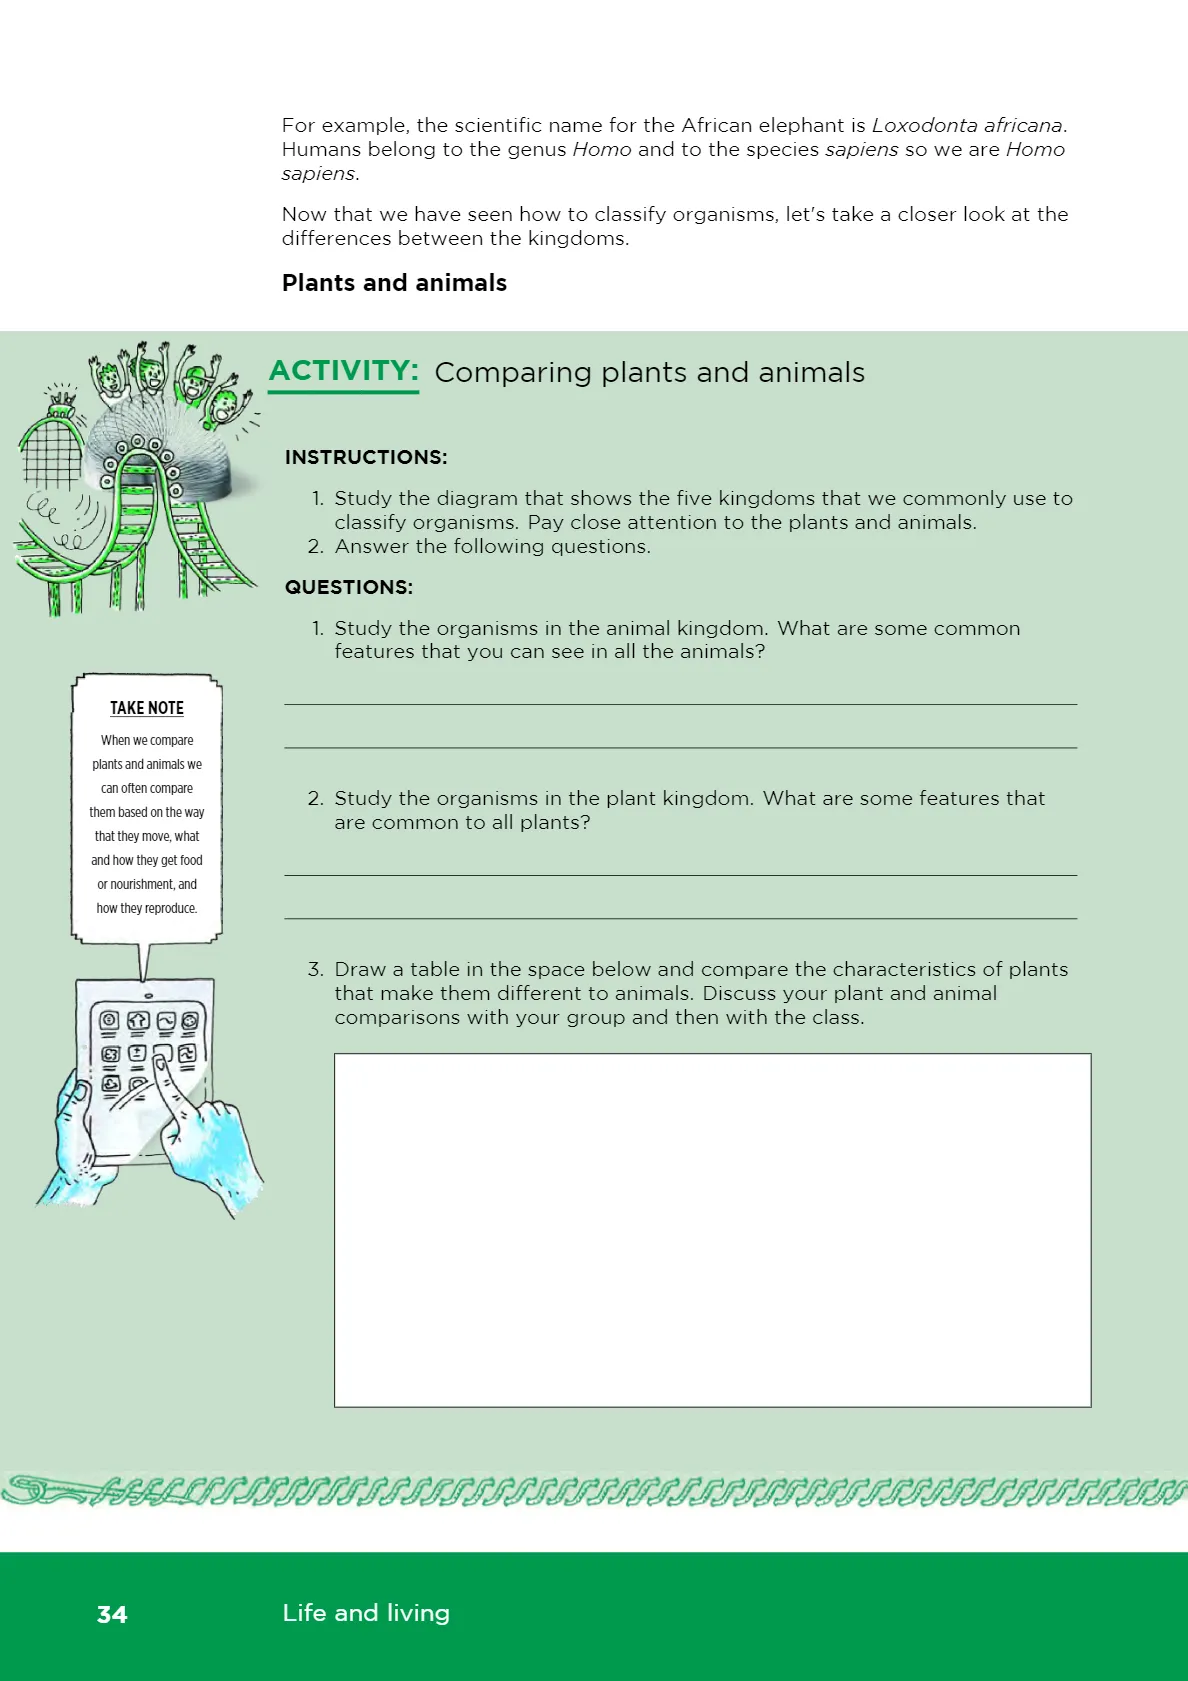 For example, the scientific name for the African elephant is Loxodonta africana.
Humans belong to the genus Homo and to the species sapiens so we are Homo
sapiens.
Now that we have seen how to classify organisms, let's take a closer look at the
differences between the kingdoms.
Plants and animals
ACTIVITY: Comparing plants and animals
INSTRUCTIONS:
1. Study the diagram that shows the five kingdoms that we commonly use to
classify organisms. Pay close attention to the plants and animals.
2. Answer the following questions.
QUESTIONS:
1. Study the organisms in the animal kingdom. What are some common
features that you can see in all the animals?
TAKE NOTE
When we compare
plants and animals we
can often compare
them based on the way
that they move, what
and how they get food
or nourishment, and
how they reproduce.
2. Study the organisms in the plant kingdom. What are some features that
are common to all plants?
3. Draw a table in the space below and compare the characteristics of plants
that make them different to animals. Discuss your plant and animal
comparisons with your group and then with the class.
34 Life and living